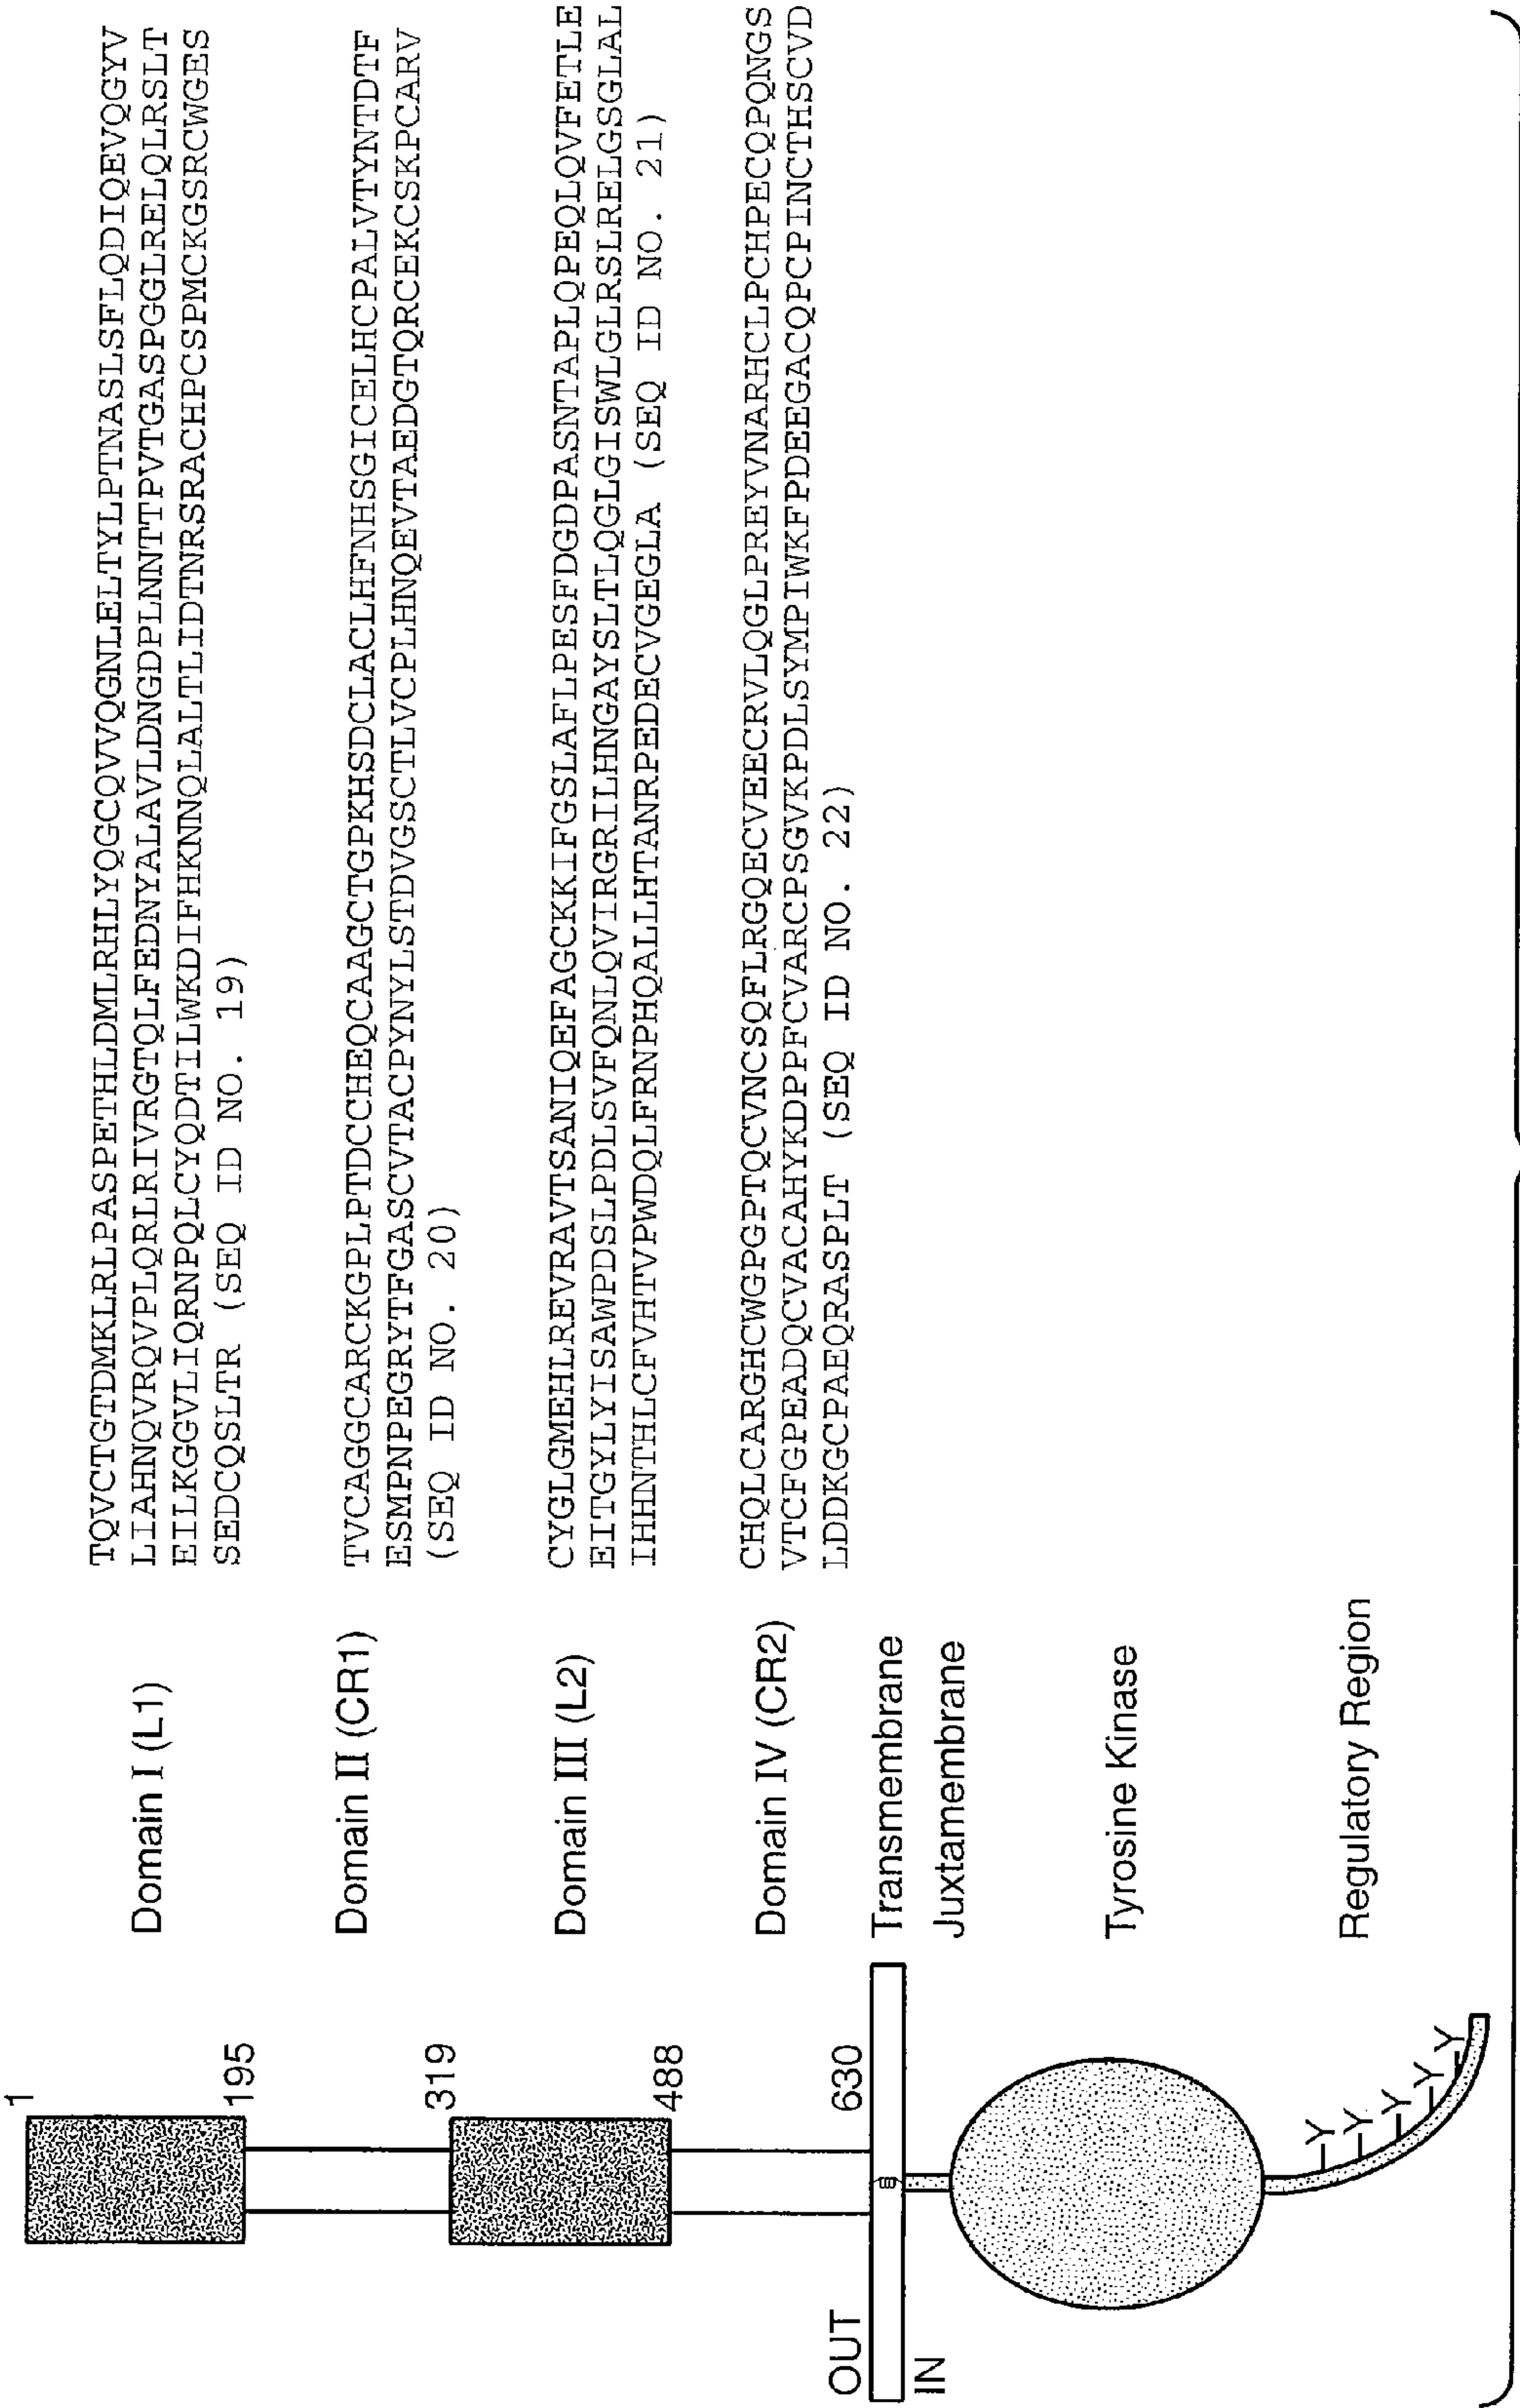 1
195
319
488
630
OUT
IN
Domain I (L1)
Domain II (CR1)
Domain III (L2)
Domain IV (CR2)
Transmembrane
Juxtamembrane
Tyrosine Kinase
Regulatory Region
Y
Y
Y
Y
Y
TQVCTGTDMKLRLPASPETHLDMLRHLYQGCQVVQGNLELTYLPTNASLSFLQDIQEVQGYV
LIAHNQVRQVPLQRLRIVRGTQLFEDNYALAVLDNGDPLNNTTPVTGASPGGLRELQLRSLT
EILKGGVLIQRNPQLCYQDTILWKDIFHKNNQLALTLIDTNRSRACHPCSPMCKGSRCWGES
SEDCQSLTR (SEQ ID NO. 19)
TVCAGGCARCKGPLPTDCCHEQCAAGCTGPKHSDCLACLHFNHSGICELHCPALVTYNTDTF
ESMPNPEGRYTFGASCVTACPYNYLSTDVGSCTLVCPLHNQEVTAEDGTQRCEKCSKPCARV
(SEQ ID NO. 20)
CYGLGMEHLREVRAVTSANIQEFAGCKKIFGSLAFLPESFDGDPASNTAPLQPEQLQVFETLE
EITGYLYISAWPDSLPDLSVFQNLQVIRGRILHNGAYSLTLQGLGISWLGLRSLRELGSGLAL
IHHNTHLCFVHTVPWDQLFRNPHQALLHTANRPEDECVGEGLA (SEQ ID NO. 21)
CHQLCARGHCWGPGPTQCVNCSQFLRGQECVEECRVLQGLPREYVNARHCLPCHPECQPQNGS
VTCFGPEADQCVACAHYKDPPFCVARCPSGVKPDLSYMPIWKFPDEEGACQPCPINCTHSCVD
LDDKGCPAEQRASPLT (SEQ ID NO. 22)